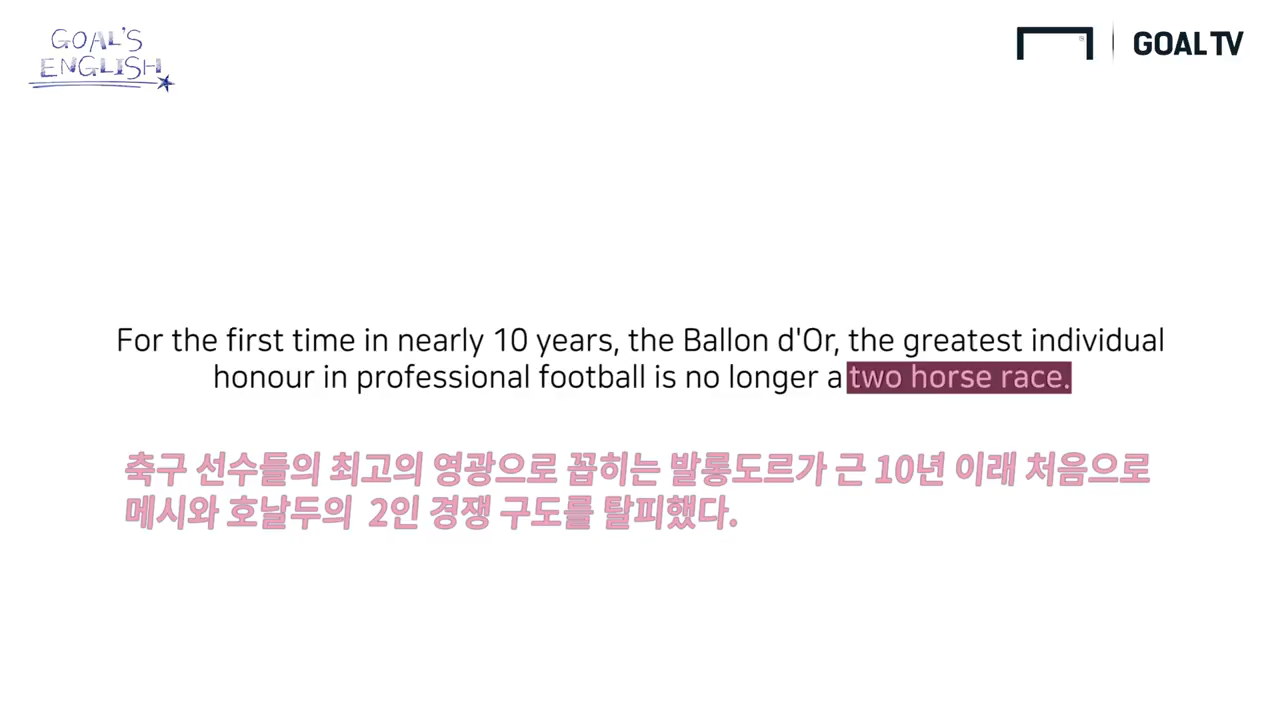 GOAL'S
ENGLISH
GOAL TV
For the first time in nearly 10 years, the Ballon d'Or, the greatest individual
honour in professional football is no longer a two horse race.
축구 선수들의 최고의 영광으로 꼽히는 발롱도르가 근 10년 이래 처음으로
메시와 호날두의 2인 경쟁 구도를 탈피했다.